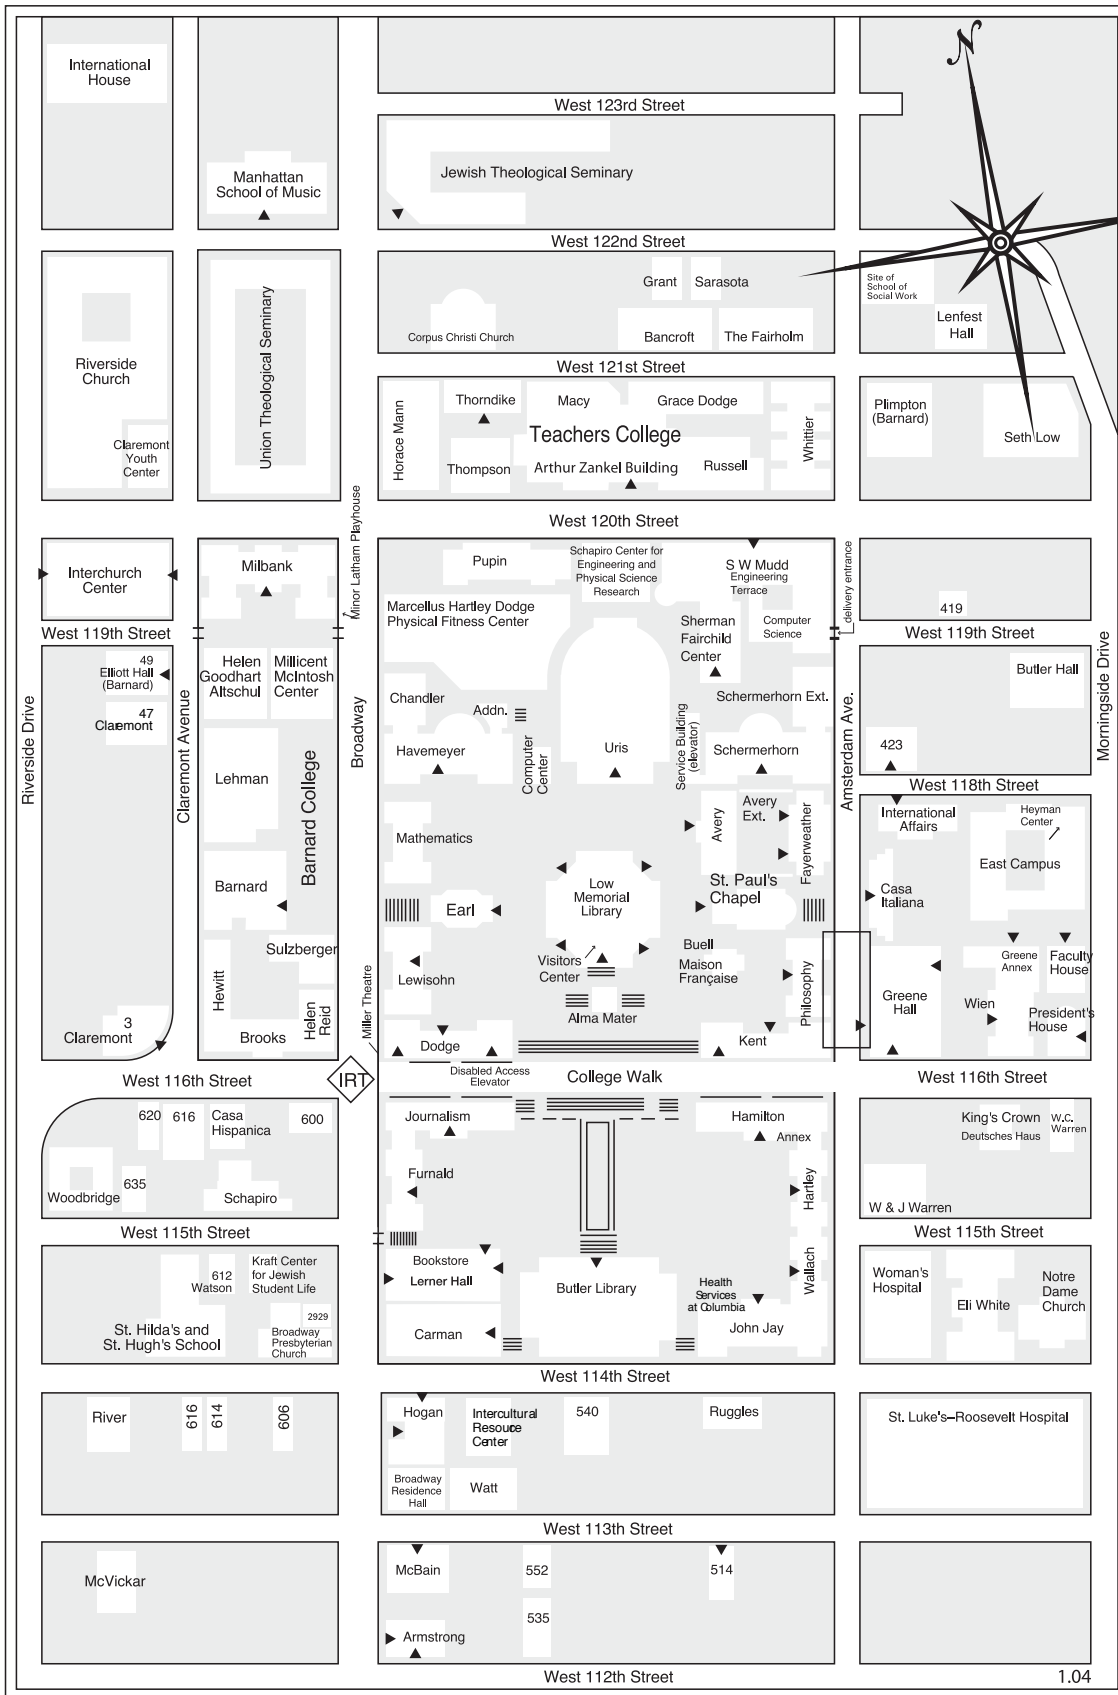 N
International
House
West 123rd Street
Manhattan
School of Music
Jewish Theological Seminary
West 122nd Street
Riverside
Church
Claremont
Youth
Center
Union Theological Seminary
Grant
Sarasota
Corpus Christi Church
Bancroft
The Fairholm
Site of
School of
Social Work
Lenfest
Hall
West 121st Street
Horace Mann
Thorndike
Macy
Grace Dodge
Teachers College
Thompson
Arthur Zankel Building
Russell
Whittier
Plimpton
(Barnard)
Seth Low
West 120th Street
Minor Latham Playhouse
Interchurch
Center
Milbank
Pupin
Schapiro Center for
Engineering and
Physical Science
Research
S W Mudd
Engineering
Terrace
delivery entrance
419
Marcellus Hartley Dodge
Physical Fitness Center
Sherman
Fairchild
Center
Computer
Science
West 119th Street
West 119th Street
Riverside Drive
Claremont Avenue
Broadway
Amsterdam Ave.
Morningside Drive
49
Elliott Hall
(Barnard)
47
Claremont
Helen
Goodhart
Altschul
Millicent
McIntosh
Center
Chandler
Addn.
Schermerhorn Ext.
Butler Hall
Lehman
Barnard College
Havemeyer
Computer
Center
Uris
Service Building
(elevator)
Schermerhorn
423
West 118th Street
Mathematics
Avery
Avery
Ext.
Fayerweather
International
Affairs
Heyman
Center
East Campus
Barnard
Earl
Low
Memorial
Library
St. Paul's
Chapel
Casa
Italiana
Sulzberger
Hewitt
Helen
Reid
Lewisohn
Visitors
Center
Buell
Maison
Française
Philosophy
Greene
Annex
Faculty
House
Greene
Hall
Wien
President's
House
3
Claremont
Brooks
Miller Theatre
Alma Mater
Dodge
Kent
Disabled Access
Elevator
West 116th Street
IRT
College Walk
West 116th Street
620
616
Casa
Hispanica
600
Journalism
Hamilton
Annex
King's Crown
Deutsches Haus
W.C.
Warren
Woodbridge
635
Schapiro
Furnald
Hartley
W & J Warren
West 115th Street
West 115th Street
612
Watson
Kraft Center
for Jewish
Student Life
Bookstore
Lerner Hall
Butler Library
Health
Services
at Columbia
Wallach
Woman's
Hospital
Eli White
Notre
Dame
Church
St. Hilda's and
St. Hugh's School
2929
Broadway
Presbyterian
Church
Carman
John Jay
West 114th Street
River
616
614
606
Hogan
Intercultural
Resource
Center
540
Ruggles
St. Luke's–Roosevelt Hospital
Broadway
Residence
Hall
Watt
West 113th Street
McVickar
McBain
552
514
535
Armstrong
West 112th Street
1.04